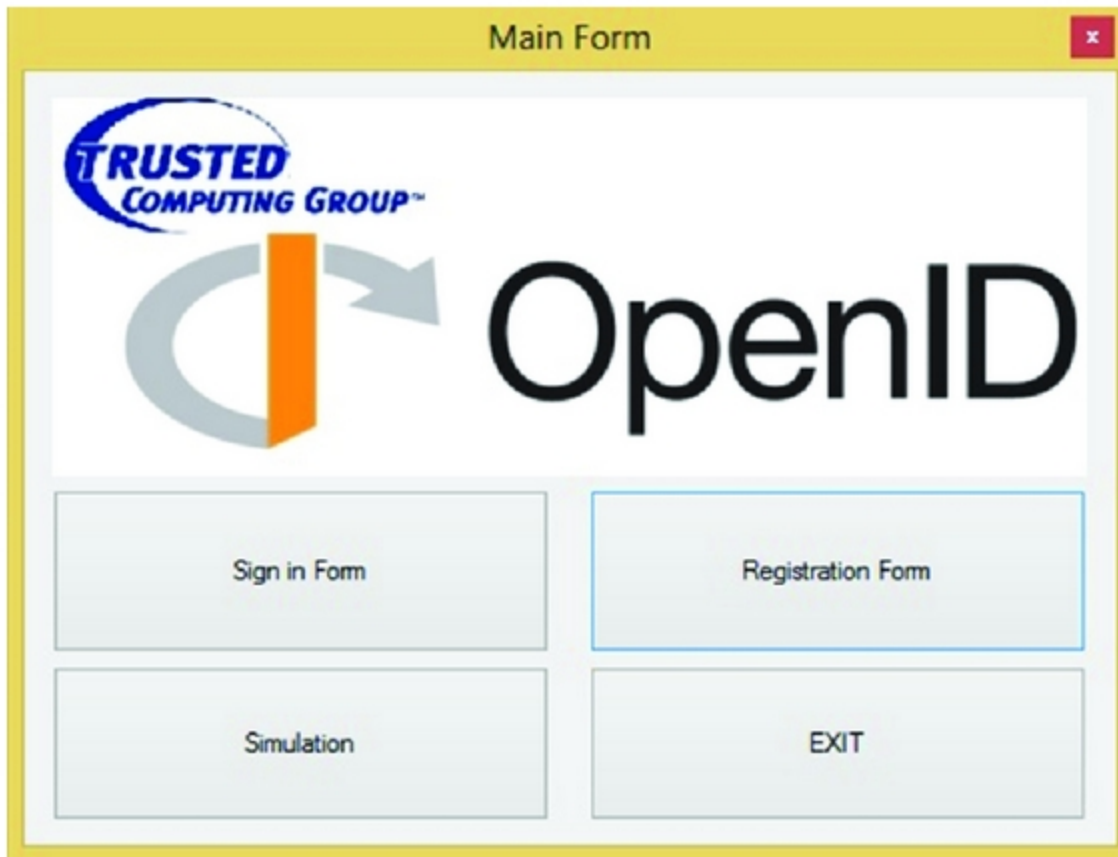 Main Form
x
TRUSTED
COMPUTING GROUP™
OpenID
Sign in Form
Registration Form
Simulation
EXIT